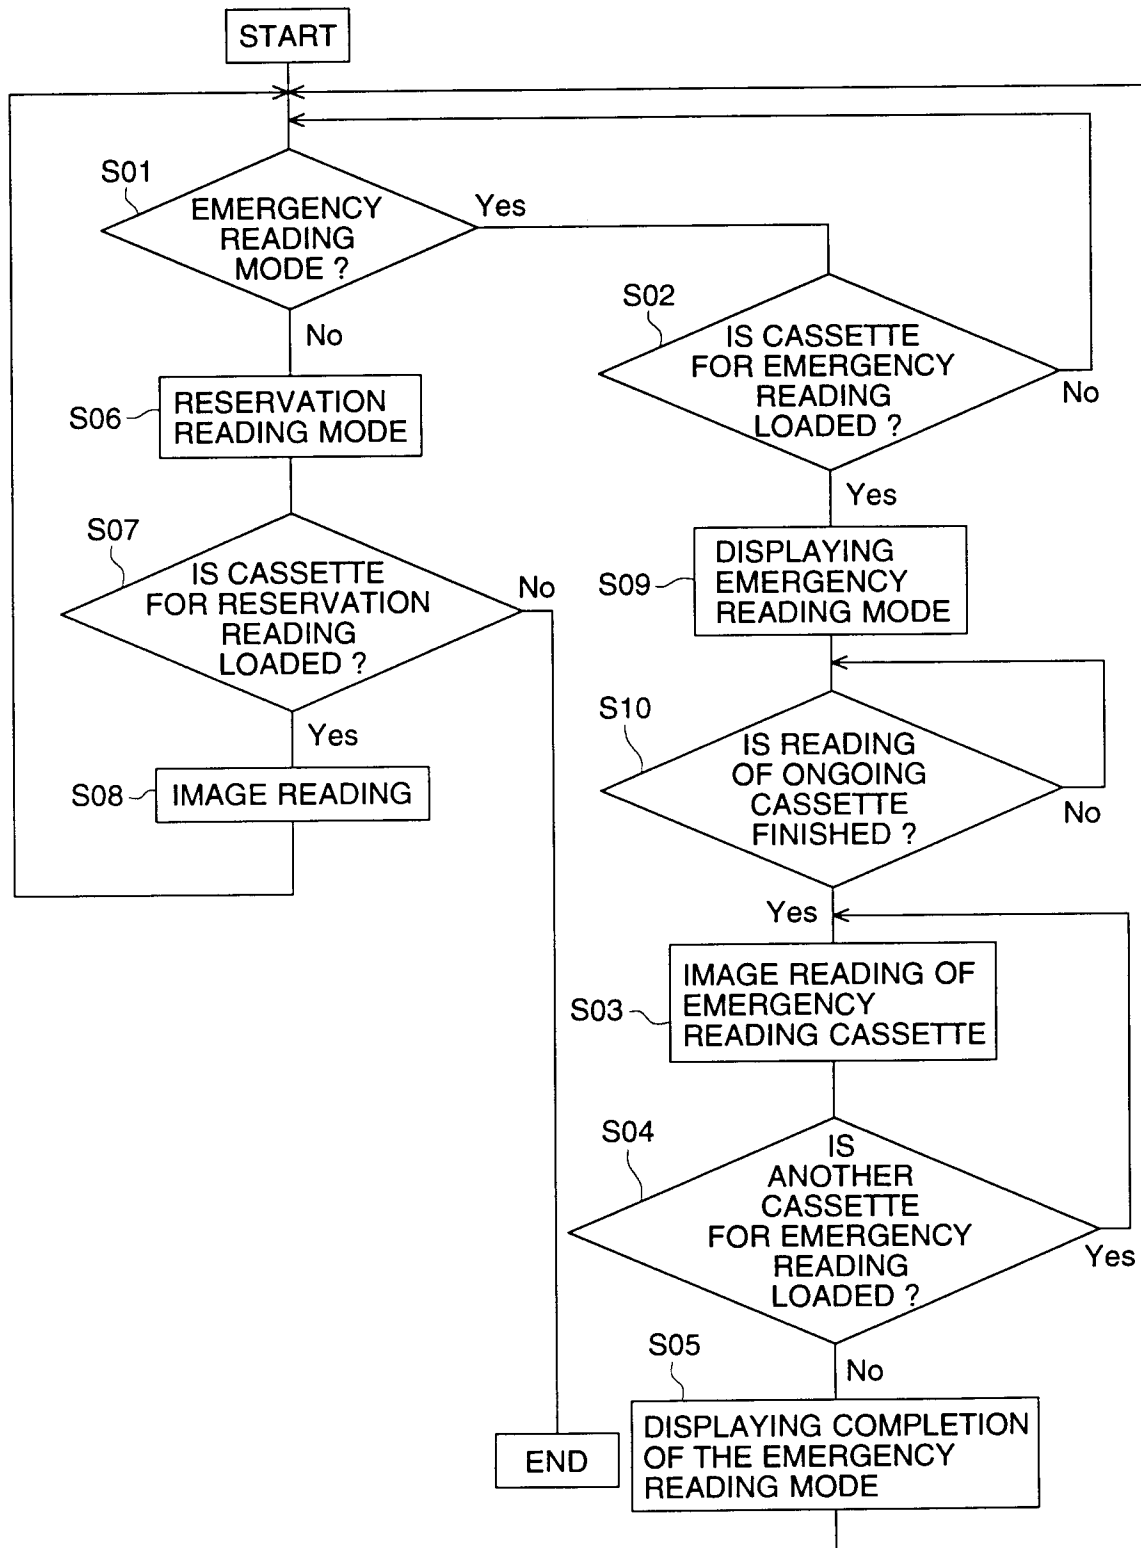 START
S01
EMERGENCY
READING
MODE ?
Yes
No
S02
IS CASSETTE
FOR EMERGENCY
READING
LOADED ?
No
Yes
S06
RESERVATION
READING MODE
S07
IS CASSETTE
FOR RESERVATION
READING
LOADED ?
No
Yes
S08
IMAGE READING
S09
DISPLAYING
EMERGENCY
READING MODE
S10
IS READING
OF ONGOING
CASSETTE
FINISHED ?
No
Yes
S03
IMAGE READING OF
EMERGENCY
READING CASSETTE
S04
IS
ANOTHER
CASSETTE
FOR EMERGENCY
READING
LOADED ?
Yes
No
S05
DISPLAYING COMPLETION
OF THE EMERGENCY
READING MODE
END